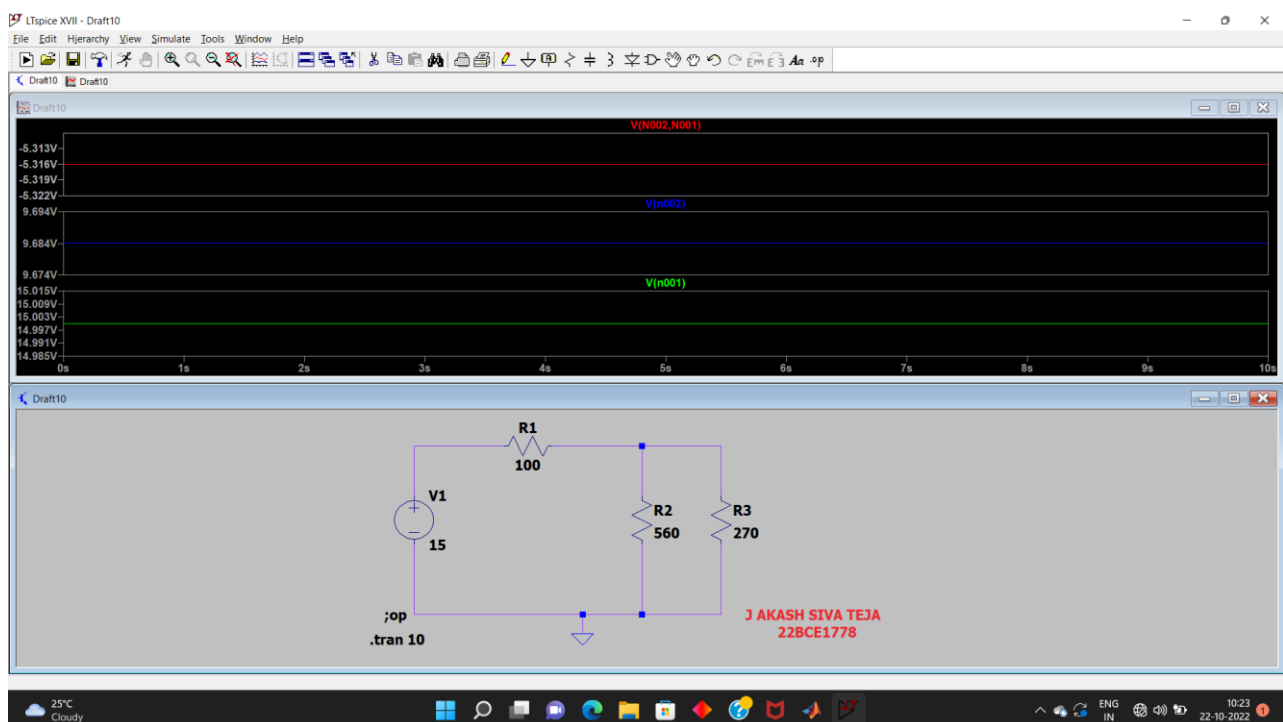 LTspice XVII - Draft10
File Edit Hierarchy View Simulate Tools Window Help
Aa .op
Draft10 Draft10
Draft10
V(N002,N001)
-5.313V
-5.316V
-5.319V
-5.322V
V(n002)
9.694V
9.684V
9.674V
V(n001)
15.015V
15.009V
15.003V
14.997V
14.991V
14.985V
0s 1s 2s 3s 4s 5s 6s 7s 8s 9s 10s
Draft10
R1
100
V1
15
R2
560
R3
270
;op
.tran 10
J AKASH SIVA TEJA
22BCE1778
25°C
Cloudy
ENG
IN
10:23
22-10-2022
1